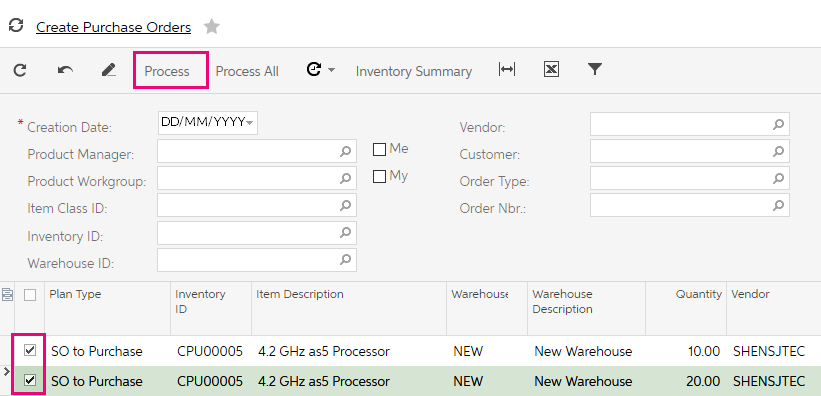 Create Purchase Orders
Process Process All Inventory Summary
* Creation Date: DD/MM/YYYY Vendor:
Product Manager: Me Customer:
Product Workgroup: My Order Type:
Item Class ID: Order Nbr.:
Inventory ID:
Warehouse ID:
Plan Type Inventory ID Item Description Warehouse Warehouse Description Quantity Vendor
SO to Purchase CPU00005 4.2 GHz as5 Processor NEW New Warehouse 10.00 SHENSJTEC
SO to Purchase CPU00005 4.2 GHz as5 Processor NEW New Warehouse 20.00 SHENSJTEC